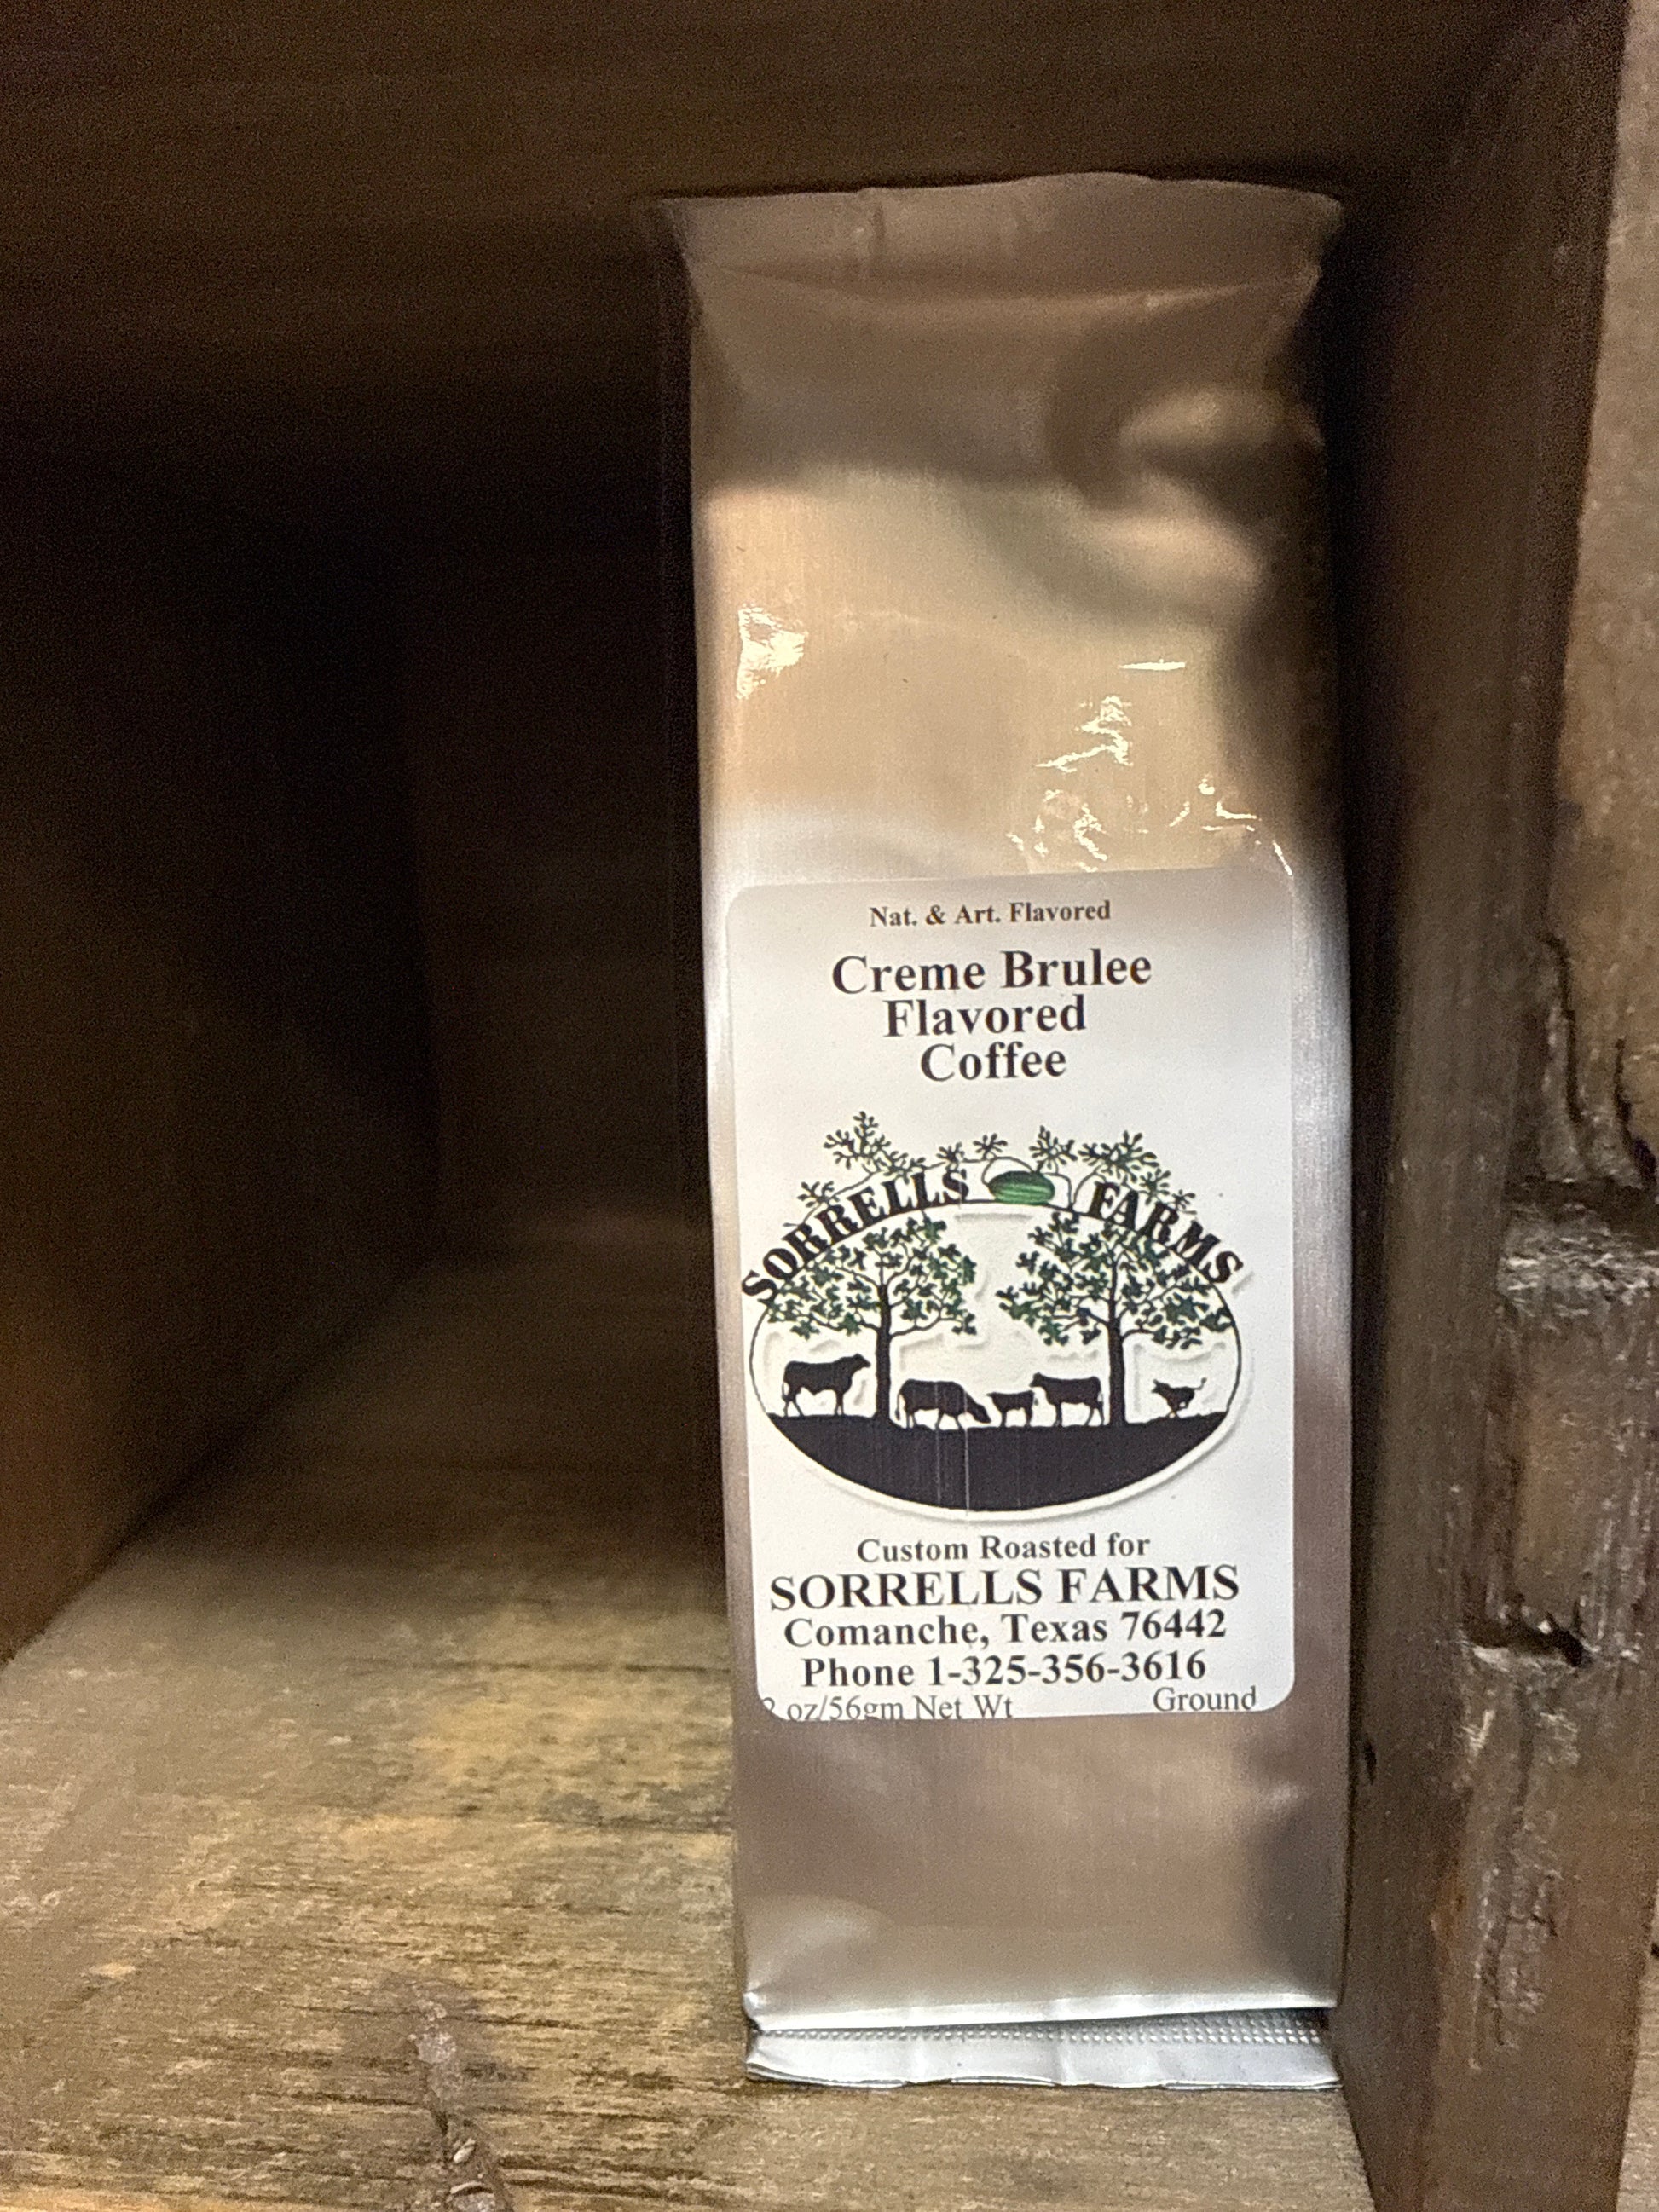 Nat. & Art. Flavored
Creme Brulee
Flavored
Coffee
SORRELLS FARMS
Custom Roasted for
SORRELLS FARMS
Comanche, Texas 76442
Phone 1-325-356-3616
2 oz/56gm Net Wt Ground